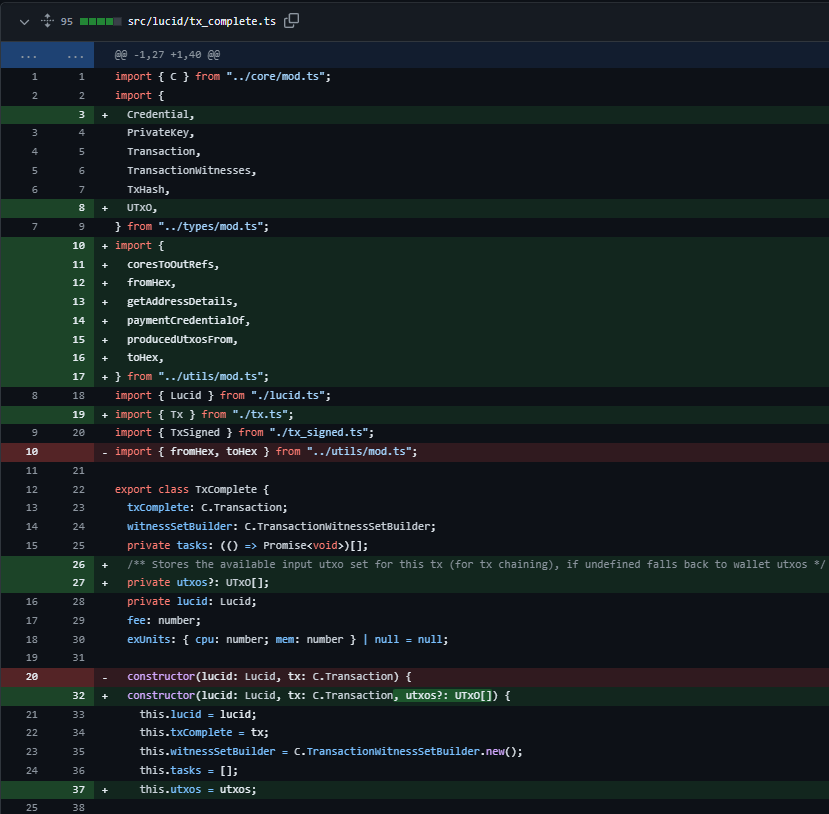 95 src/lucid/tx_complete.ts
... ... @@ -1,27 +1,40 @@
1 1 import { C } from "../core/mod.ts";
2 2 import {
3 + Credential,
3 4 PrivateKey,
4 5 Transaction,
5 6 TransactionWitnesses,
6 7 TxHash,
8 + UTxO,
7 9 } from "../types/mod.ts";
10 + import {
11 + coresToOutRefs,
12 + fromHex,
13 + getAddressDetails,
14 + paymentCredentialOf,
15 + producedUtxosFrom,
16 + toHex,
17 + } from "../utils/mod.ts";
8 18 import { Lucid } from "./lucid.ts";
19 + import { Tx } from "./tx.ts";
9 20 import { TxSigned } from "./tx_signed.ts";
10 - import { fromHex, toHex } from "../utils/mod.ts";
11 21
12 22 export class TxComplete {
13 23 txComplete: C.Transaction;
14 24 witnessSetBuilder: C.TransactionWitnessSetBuilder;
15 25 private tasks: (() => Promise<void>)[];
26 + /** Stores the available input utxo set for this tx (for tx chaining), if undefined falls back to wallet utxos */
27 + private utxos?: UTxO[];
16 28 private lucid: Lucid;
17 29 fee: number;
18 30 exUnits: { cpu: number; mem: number } | null = null;
19 31
20 - constructor(lucid: Lucid, tx: C.Transaction) {
32 + constructor(lucid: Lucid, tx: C.Transaction, utxos?: UTxO[]) {
21 33 this.lucid = lucid;
22 34 this.txComplete = tx;
23 35 this.witnessSetBuilder = C.TransactionWitnessSetBuilder.new();
24 36 this.tasks = [];
37 + this.utxos = utxos;
25 38